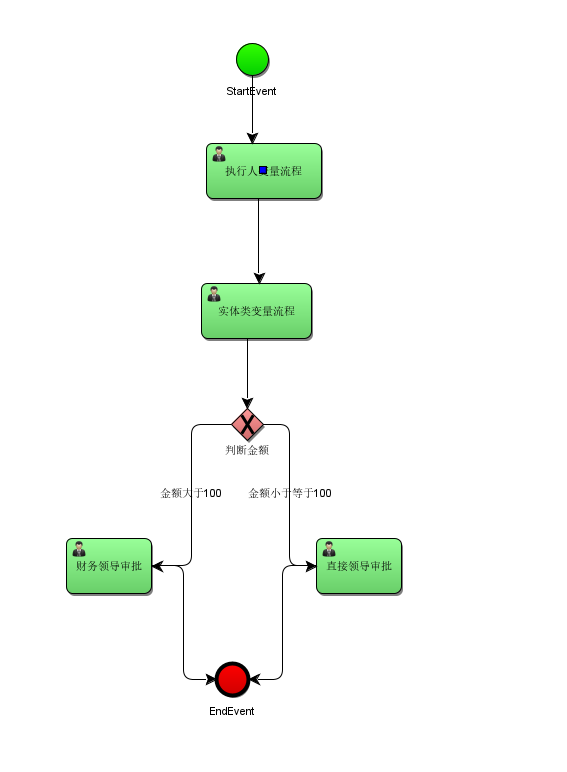 StartEvent
执行人变量流程
实体类变量流程
判断金额
金额大于100
金额小于等于100
财务领导审批
直接领导审批
EndEvent